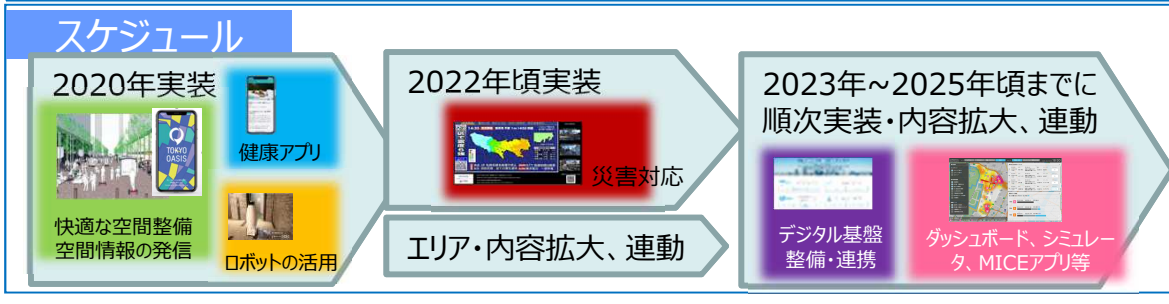 スケジュール
2020年実装
TOKYO
OASIS
健康アプリ
快適な空間整備
空間情報の発信
ロボットの活用
2022年頃実装
災害対応
エリア・内容拡大、連動
2023年~2025年頃までに
順次実装・内容拡大、連動
デジタル基盤
整備・連携
ダッシュボード、シミュレー
タ、MICEアプリ等